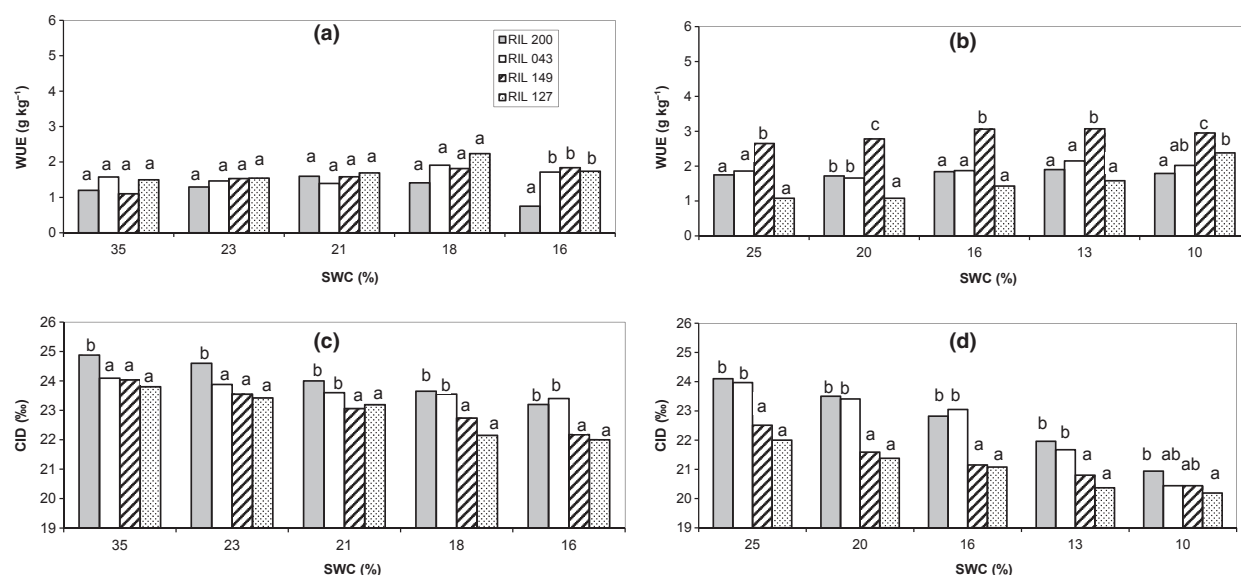 (a)
6
5
4
3
2
1
0
WUE (g kg⁻¹)
RIL 200
RIL 043
RIL 149
RIL 127
a a a a
a a a a
a a a a
a a a a
a b b b
35 23 21 18 16
SWC (%)
(b)
6
5
4
3
2
1
0
WUE (g kg⁻¹)
a a b a
b b c a
a a b a
a a b a
a ab c b
25 20 16 13 10
SWC (%)
(c)
26
25
24
23
22
21
20
19
CID (‰)
b a a a
b a a a
b b a a
b b a a
b b a a
35 23 21 18 16
SWC (%)
(d)
26
25
24
23
22
21
20
19
CID (‰)
b b a a
b b a a
b b a a
b b a a
b ab ab a
25 20 16 13 10
SWC (%)